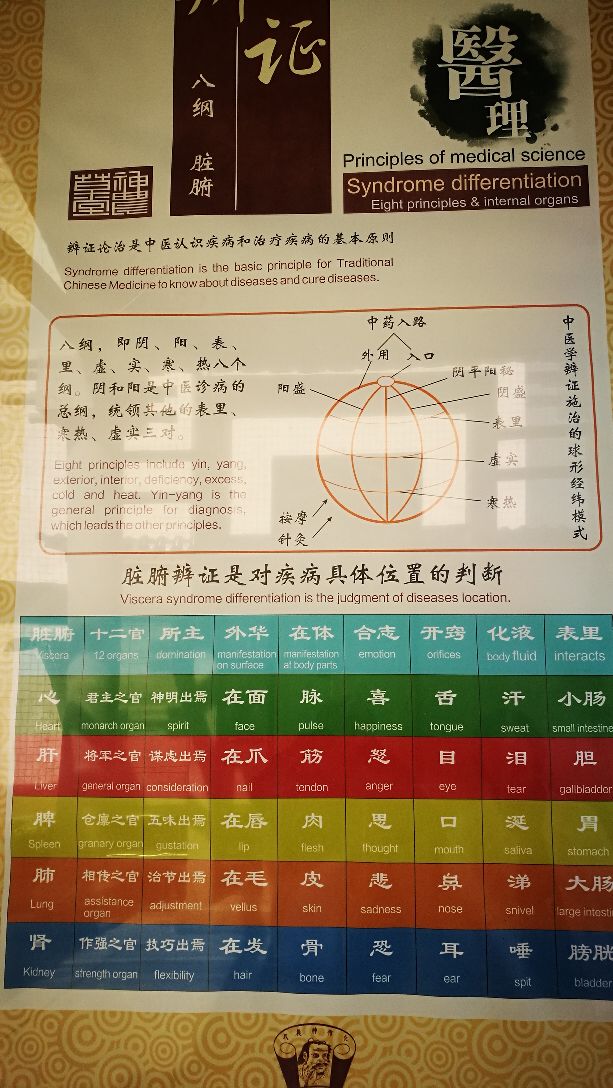 辨证
八纲 脏腑
醫理
Principles of medical science
Syndrome differentiation
Eight principles & internal organs
辨证论治是中医认识疾病和治疗疾病的基本原则
Syndrome differentiation is the basic principle for Traditional
Chinese Medicine to know about diseases and cure diseases.
八纲，即阴、阳、表、
里、虚、实、寒、热八个
纲。阴和阳是中医诊病的
总纲，统领其他的表里、
寒热、虚实三对。
Eight principles include yin, yang,
exterior, interior, deficiency, excess,
cold and heat. Yin-yang is the
general principle for diagnosis,
which leads the other principles.
中药入路
外用 入口
阳盛
阴平阳秘
阴盛
表里
虚实
寒热
按摩
针灸
中医学辨证施治的球形经纬模式
脏腑辨证是对疾病具体位置的判断
Viscera syndrome differentiation is the judgment of diseases location.
脏腑 十二官 所主 外华 在体 合志 开窍 化液 表里
Viscera 12 organs domination manifestation on surface manifestation at body parts emotion orifices body fluid interacts
心 君主之官 神明出焉 在面 脉 喜 舌 汗 小肠
Heart monarch organ spirit face pulse happiness tongue sweat small intestine
肝 将军之官 谋虑出焉 在爪 筋 怒 目 泪 胆
Liver general organ consideration nail tendon anger eye tear gallbladder
脾 仓廪之官 五味出焉 在唇 肉 思 口 涎 胃
Spleen granary organ gustation lip flesh thought mouth saliva stomach
肺 相传之官 治节出焉 在毛 皮 悲 鼻 涕 大肠
Lung assistance organ adjustment vellus skin sadness nose snivel large intesti
肾 作强之官 技巧出焉 在发 骨 恐 耳 唾 膀胱
Kidney strength organ flexibility hair bone fear ear spit bladder